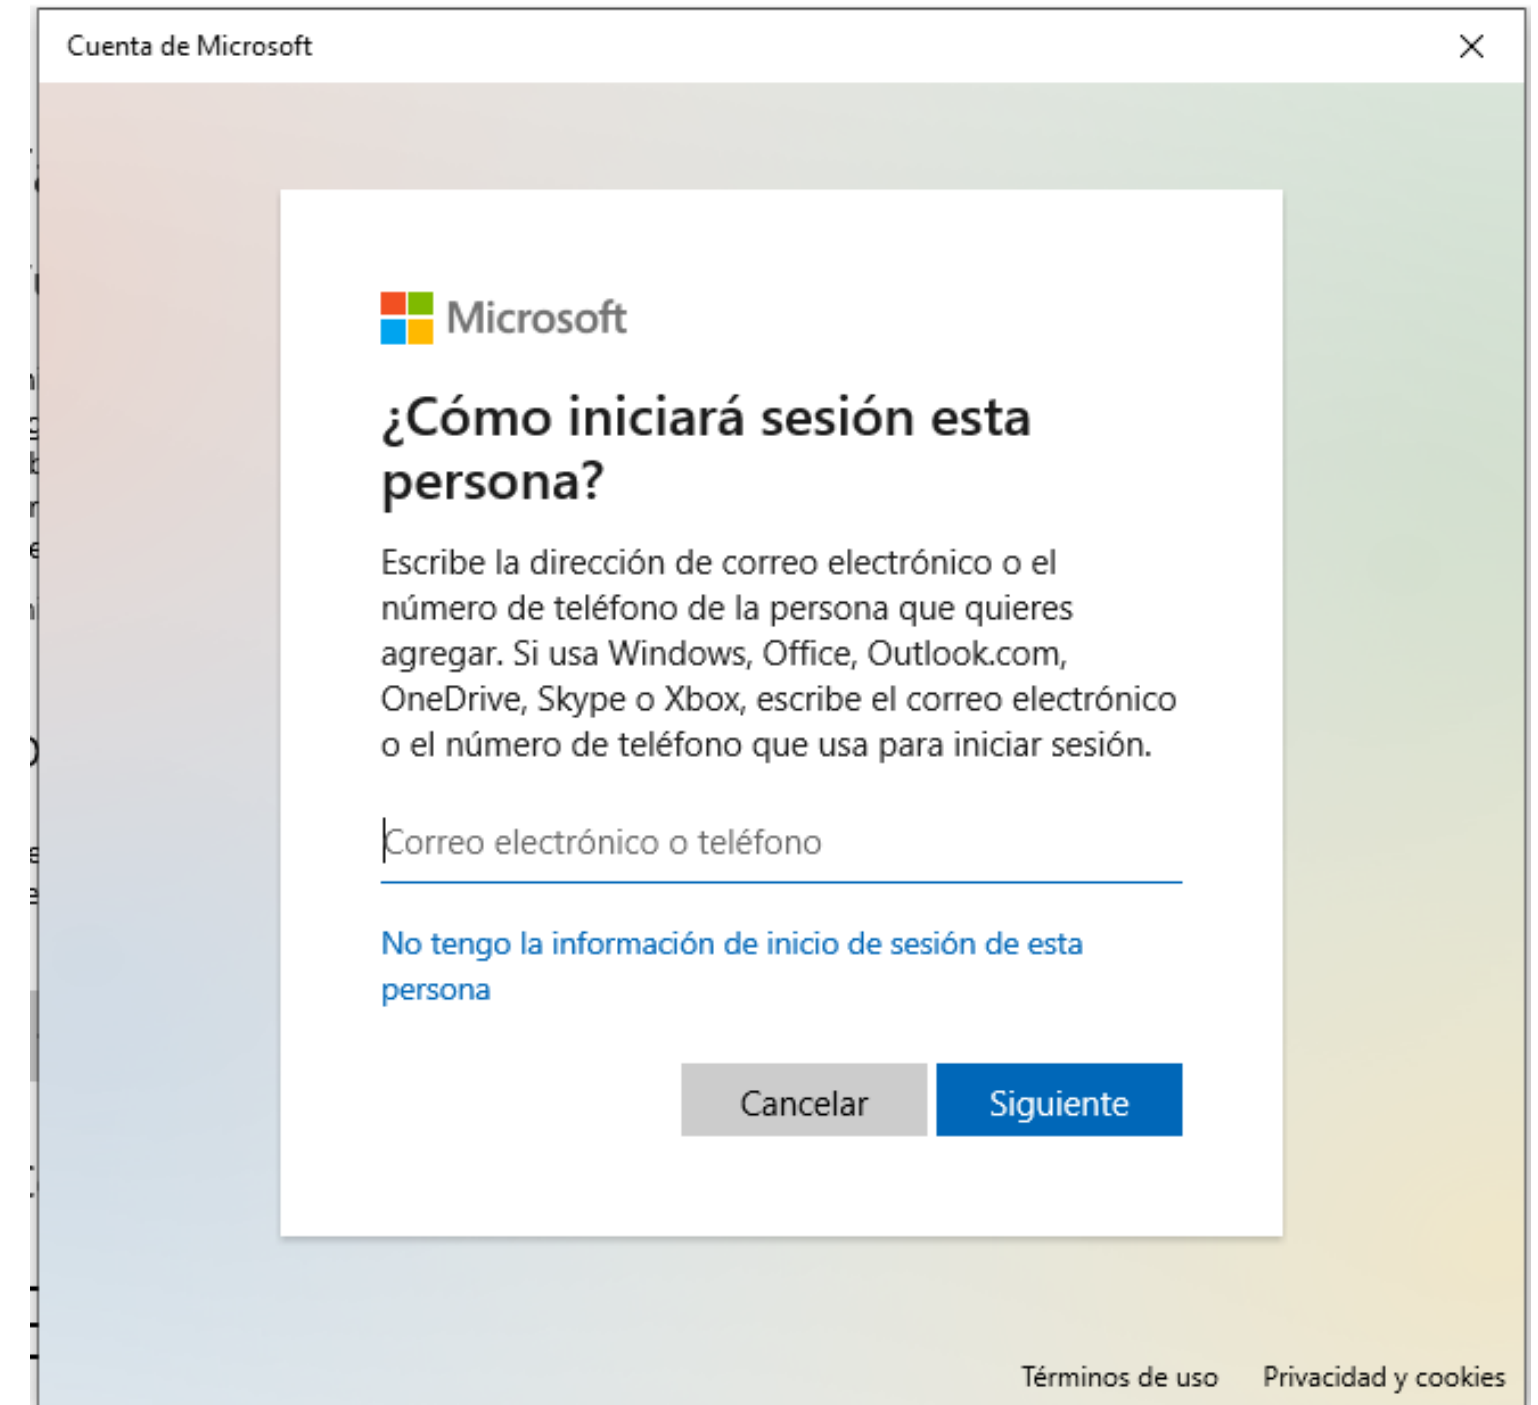 Cuenta de Microsoft
Microsoft
¿Cómo iniciará sesión esta
persona?
Escribe la dirección de correo electrónico o el
número de teléfono de la persona que quieres
agregar. Si usa Windows, Office, Outlook.com,
OneDrive, Skype o Xbox, escribe el correo electrónico
o el número de teléfono que usa para iniciar sesión.
Correo electrónico o teléfono
No tengo la información de inicio de sesión de esta
persona
Cancelar Siguiente
Términos de uso Privacidad y cookies